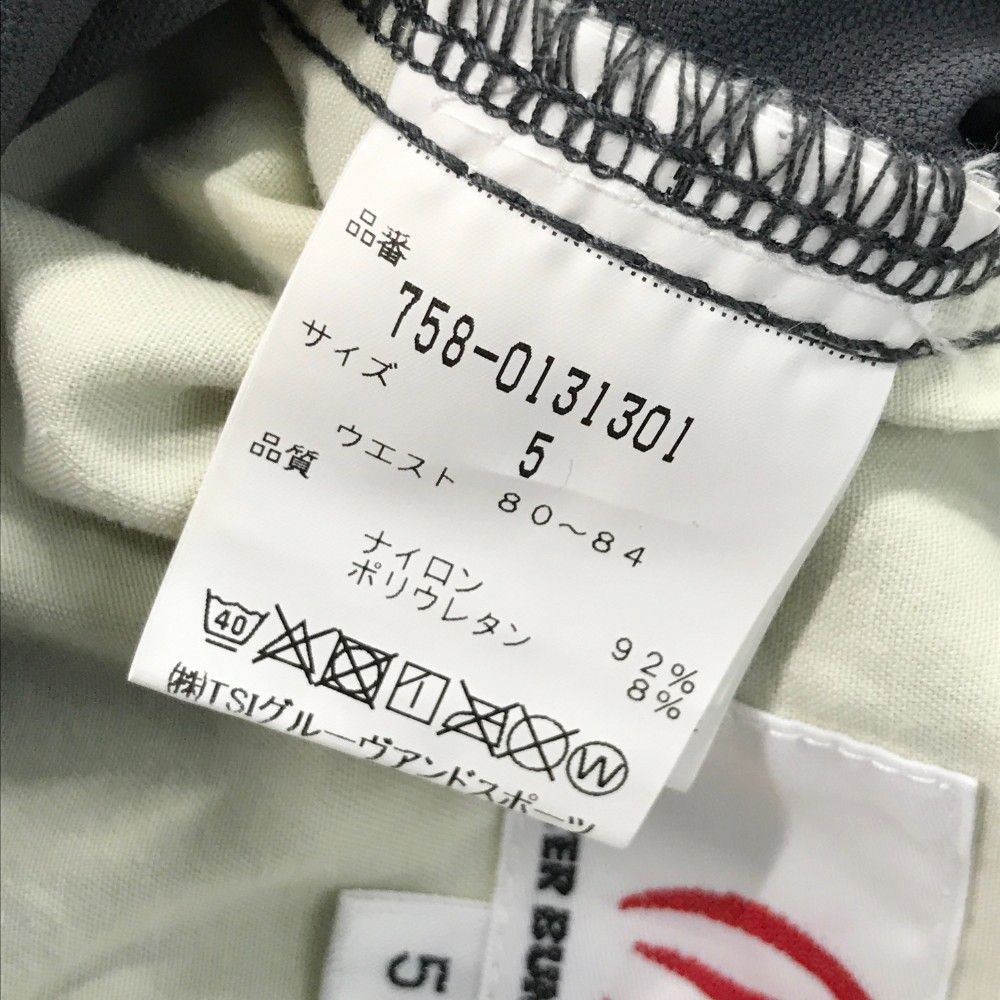 品番
758-0131301
サイズ
5
ウエスト 80～84
品質
ナイロン 92%
ポリウレタン 8%
40
W
㈱TSIグルーヴアンドスポーツ
5